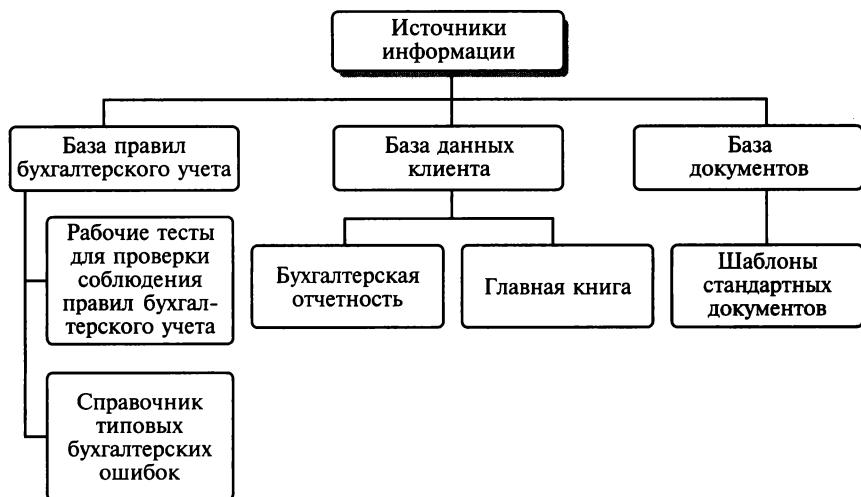 Источники
информации
База правил
бухгалтерского учета
База данных
клиента
База
документов
Рабочие тесты
для проверки
соблюдения
правил бухгал-
терского учета
Бухгалтерская
отчетность
Главная книга
Шаблоны
стандартных
документов
Справочник
типовых
бухгалтерских
ошибок